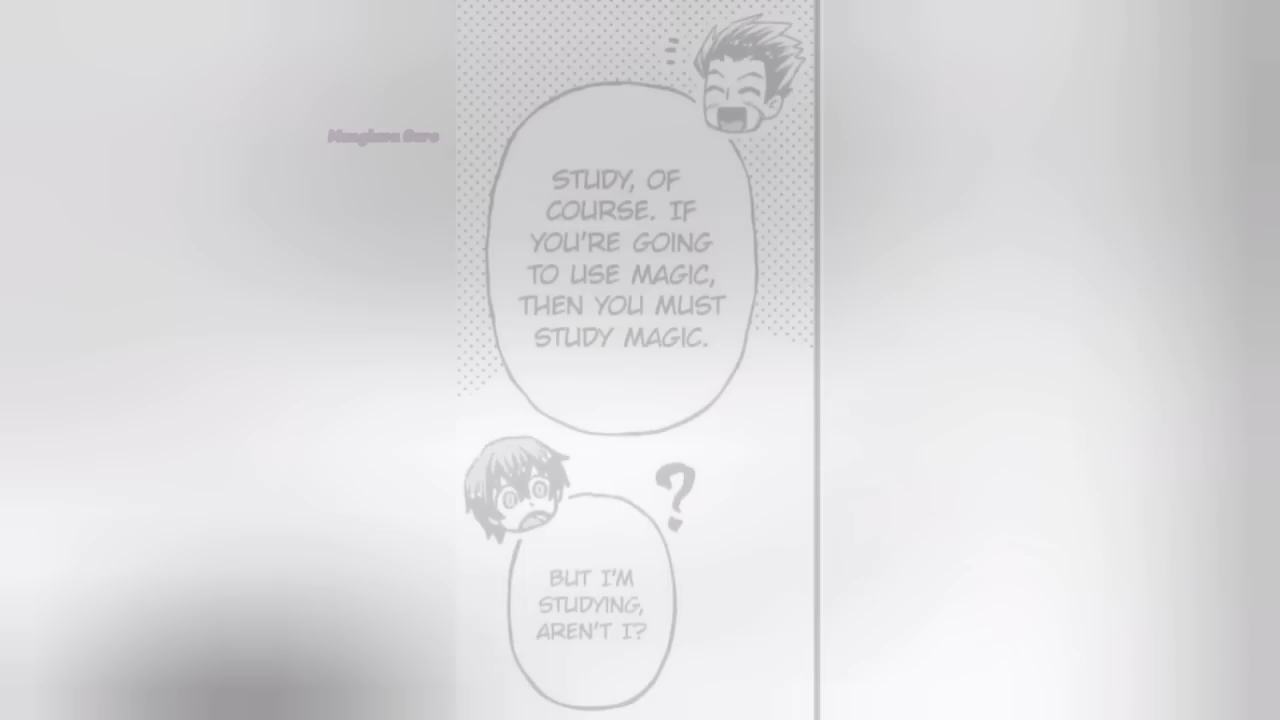 STUDY, OF
COURSE. IF
YOU'RE GOING
TO USE MAGIC,
THEN YOU MUST
STUDY MAGIC.
?
BUT I'M
STUDYING,
AREN'T I?